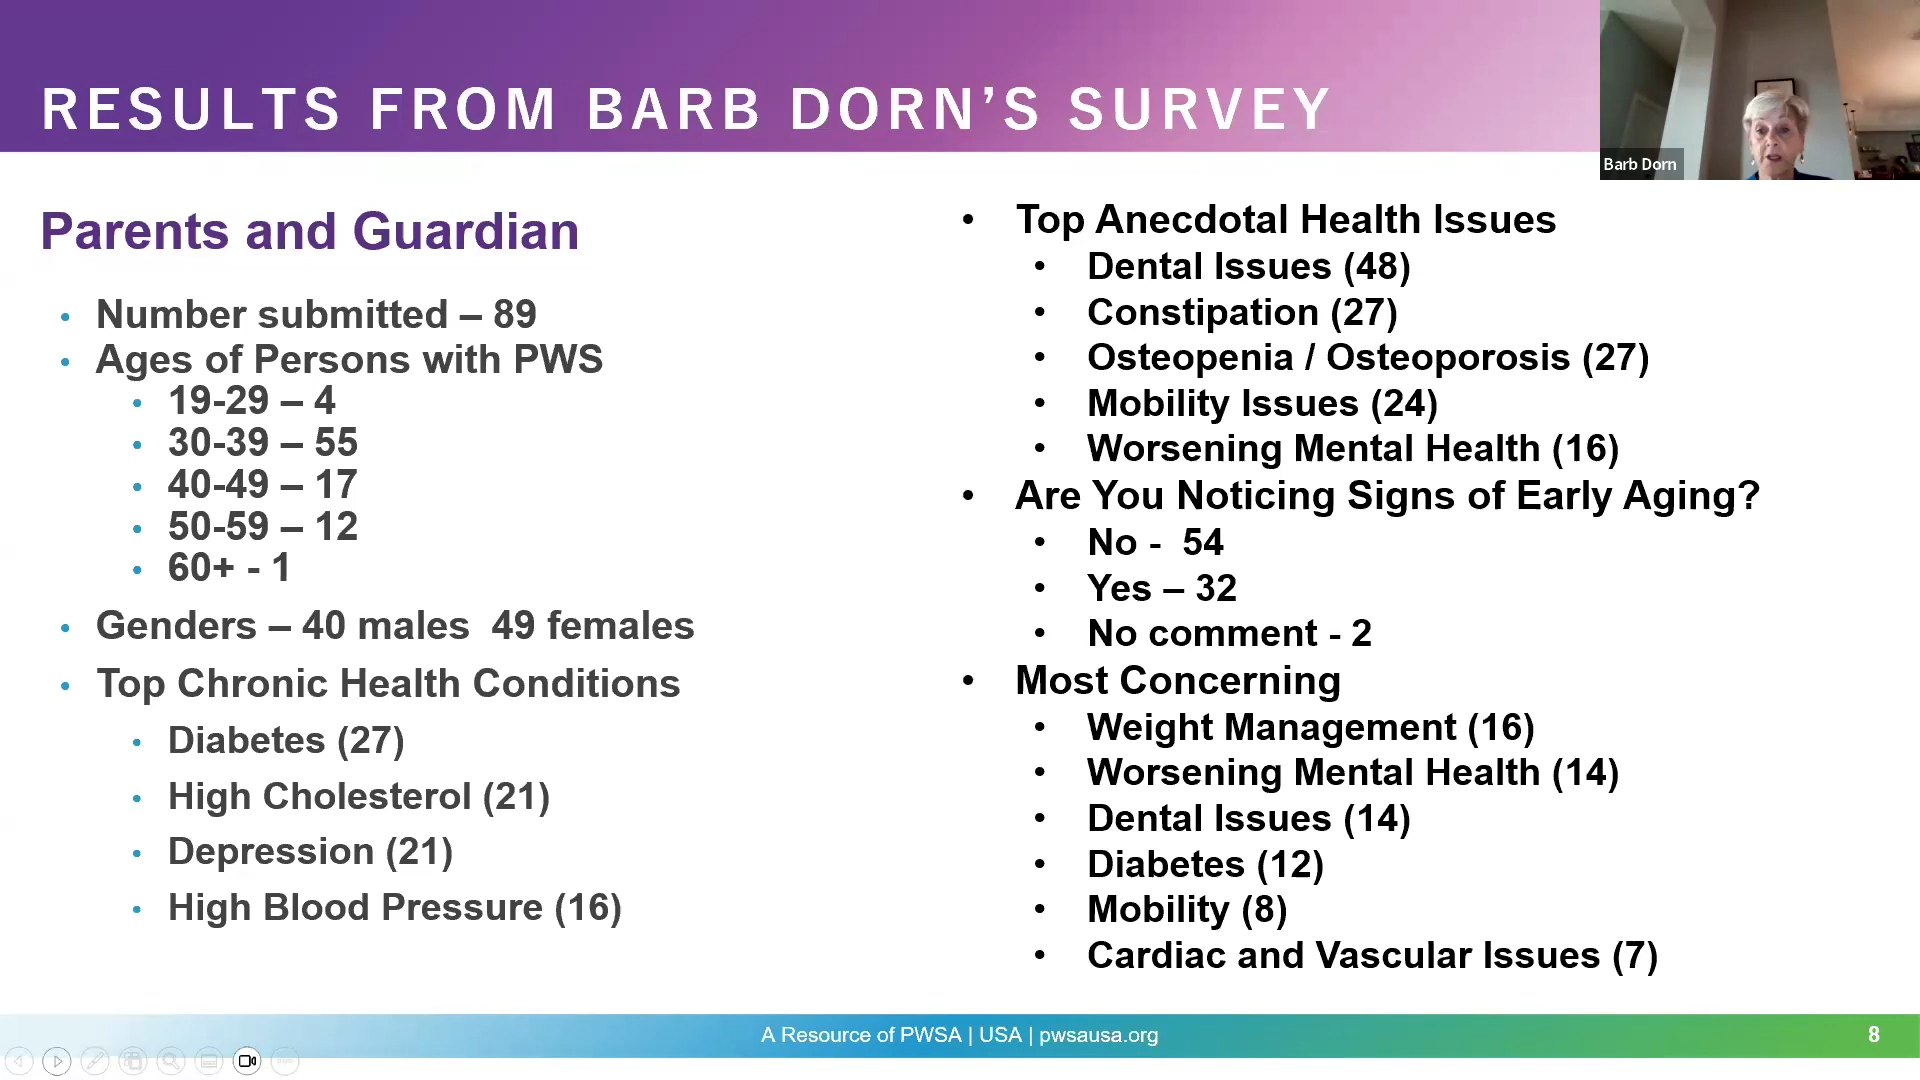 RESULTS FROM BARB DORN’S SURVEY
Barb Dorn
Parents and Guardian
• Number submitted – 89
• Ages of Persons with PWS
• 19-29 – 4
• 30-39 – 55
• 40-49 – 17
• 50-59 – 12
• 60+ - 1
• Genders – 40 males 49 females
• Top Chronic Health Conditions
• Diabetes (27)
• High Cholesterol (21)
• Depression (21)
• High Blood Pressure (16)
• Top Anecdotal Health Issues
• Dental Issues (48)
• Constipation (27)
• Osteopenia / Osteoporosis (27)
• Mobility Issues (24)
• Worsening Mental Health (16)
• Are You Noticing Signs of Early Aging?
• No - 54
• Yes – 32
• No comment - 2
• Most Concerning
• Weight Management (16)
• Worsening Mental Health (14)
• Dental Issues (14)
• Diabetes (12)
• Mobility (8)
• Cardiac and Vascular Issues (7)
A Resource of PWSA | USA | pwsausa.org
8